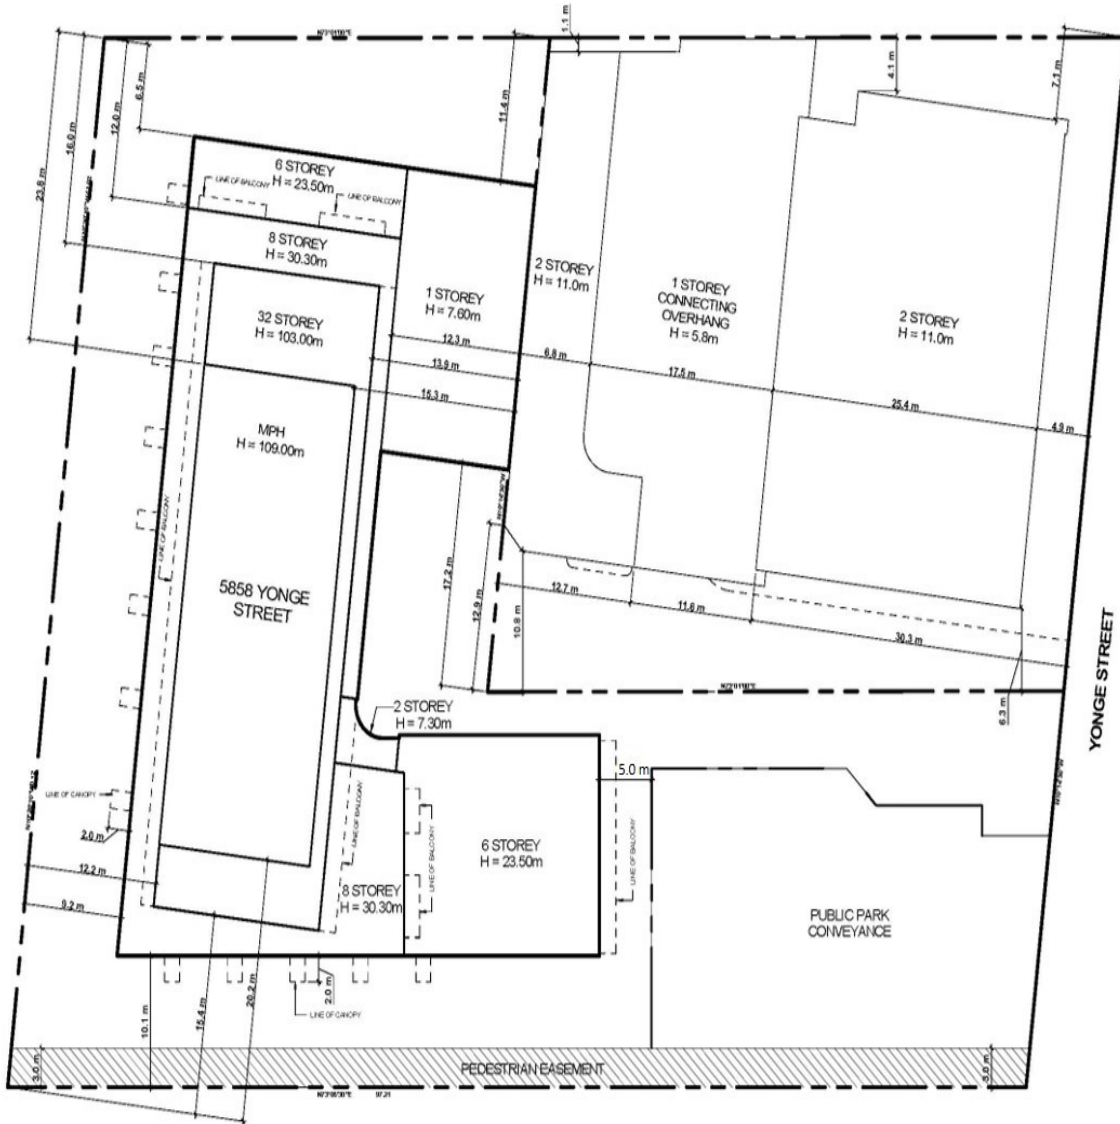 N73°01'00"E
1.1 m
6.5 m
12.0 m
16.0 m
23.8 m
11.4 m
4.1 m
7.1 m
6 STOREY
H = 23.50m
LINE OF BALCONY
LINE OF BALCONY
8 STOREY
H = 30.30m
1 STOREY
H = 7.60m
2 STOREY
H = 11.0m
1 STOREY
CONNECTING
OVERHANG
H = 5.8m
2 STOREY
H = 11.0m
32 STOREY
H = 103.00m
12.3 m
13.9 m
15.3 m
6.8 m
17.5 m
25.4 m
4.9 m
MPH
H = 109.00m
LINE OF BALCONY
5858 YONGE
STREET
17.2 m
12.9 m
10.8 m
12.7 m
11.6 m
30.3 m
6.3 m
N73°01'00"E
YONGE STREET
2 STOREY
H = 7.30m
5.0 m
LINE OF CANOPY
2.0 m
12.2 m
9.2 m
LINE OF BALCONY
LINE OF BALCONY
LINE OF BALCONY
6 STOREY
H = 23.50m
8 STOREY
H = 30.30m
PUBLIC PARK
CONVEYANCE
10.1 m
15.4 m
20.2 m
2.0 m
LINE OF CANOPY
3.0 m
PEDESTRIAN EASEMENT
3.0 m